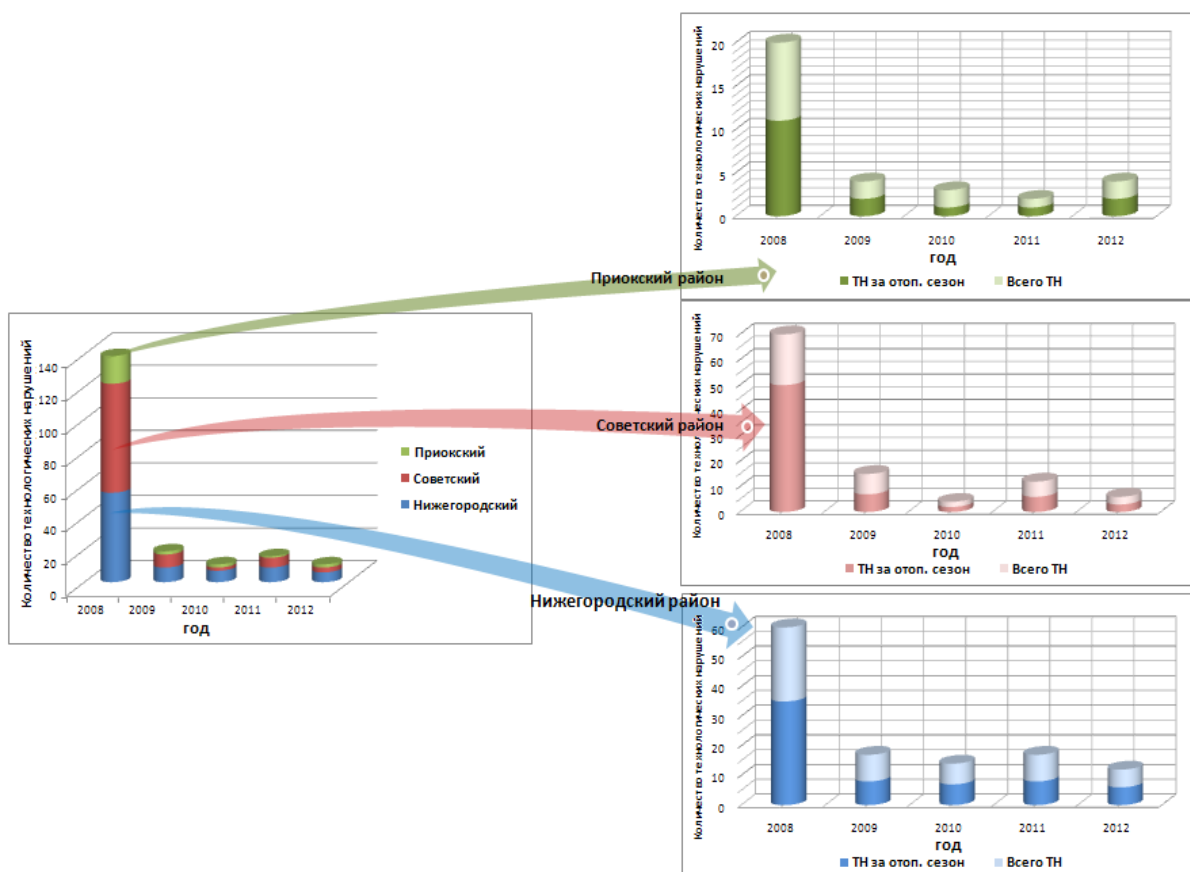 Количество технологических нарушений
140
120
100
80
60
40
20
0
2008 2009 2010 2011 2012
год
Приокский
Советский
Нижегородский
Приокский район
Советский район
Нижегородский район
Количество технологических нарушений
20
15
10
5
0
2008 2009 2010 2011 2012
год
ТН за отоп. сезон Всего ТН
Количество технологических нарушений
70
60
50
40
30
20
10
0
2008 2009 2010 2011 2012
год
ТН за отоп. сезон Всего ТН
Количество технологических нарушений
60
50
40
30
20
10
0
2008 2009 2010 2011 2012
год
ТН за отоп. сезон Всего ТН